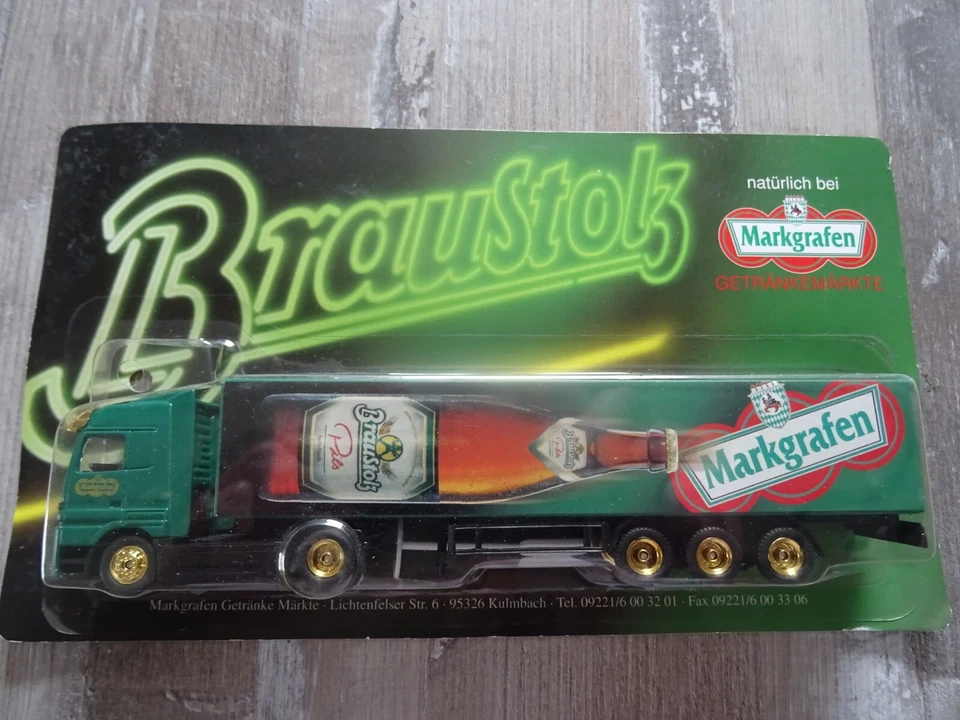 BrauStolz
natürlich bei
Markgrafen
GETRÄNKEMÄRKTE
Braustolz
Pils
Markgrafen
Markgrafen Getränke Märkte · Lichtenfelser Str. 6 · 95326 Kulmbach · Tel. 09221/6 00 32 01 · Fax 09221/6 00 33 06